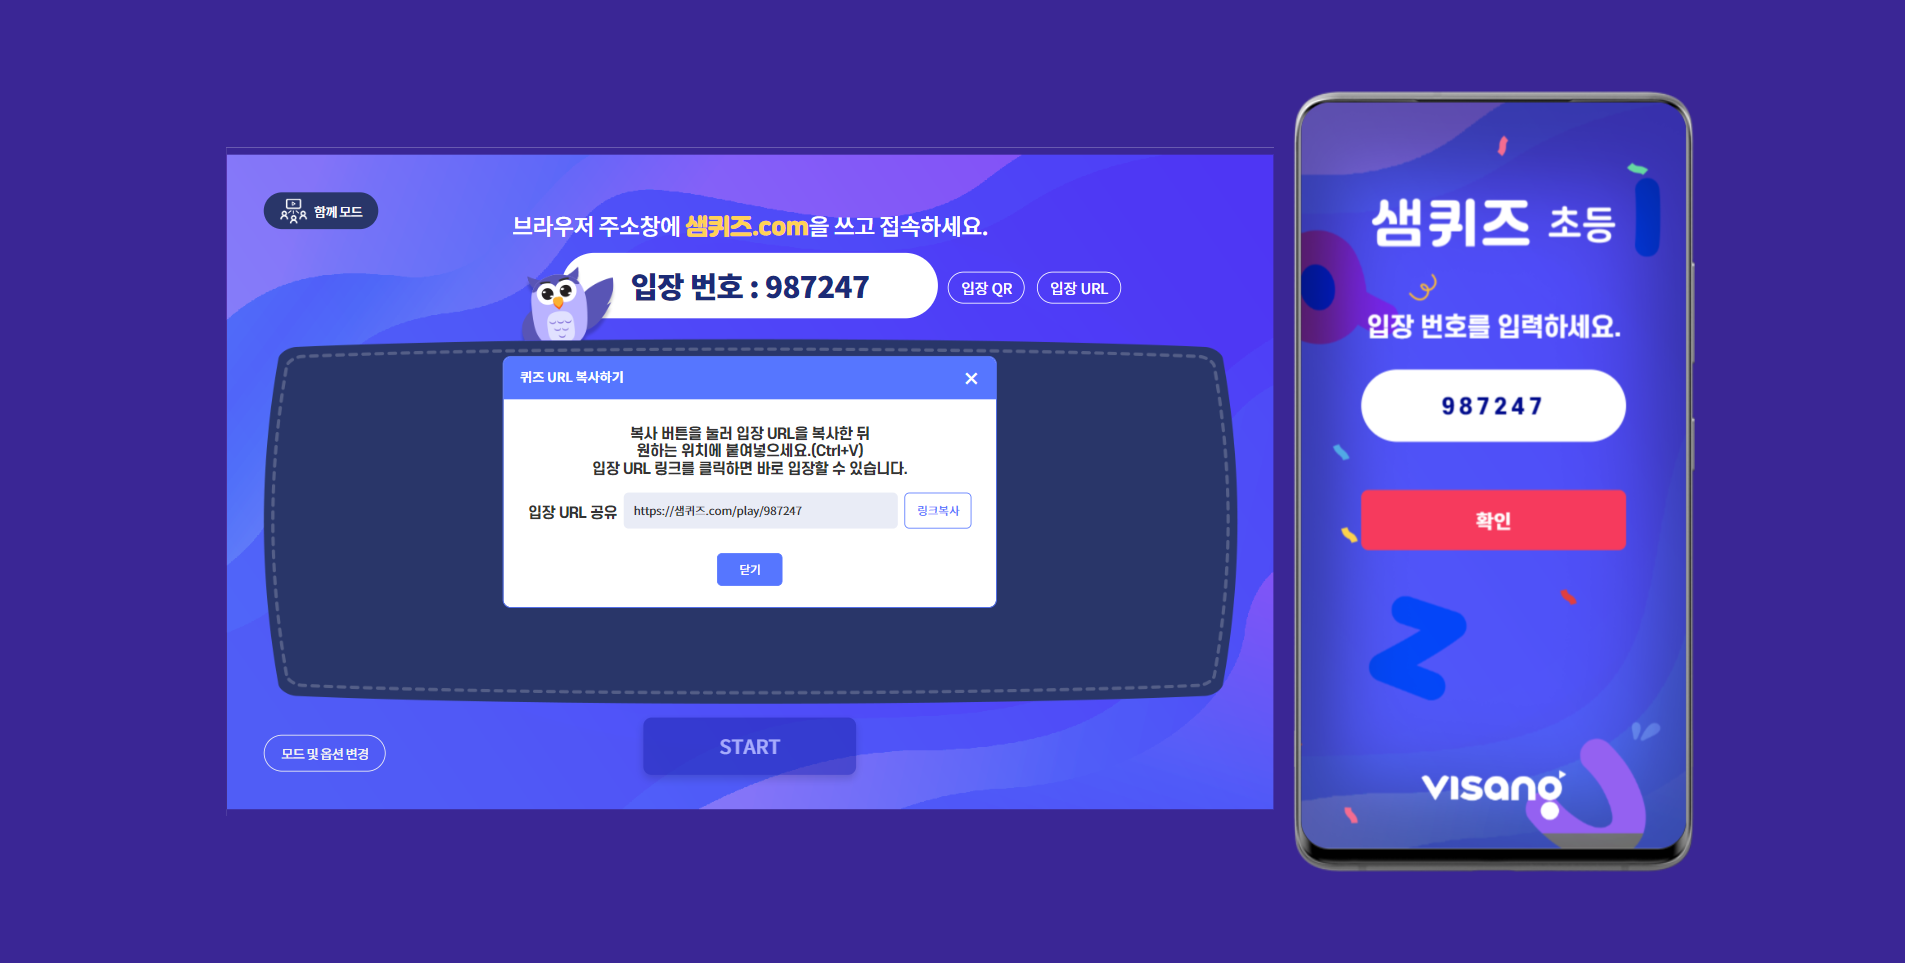 함께 모드
브라우저 주소창에 샘퀴즈.com을 쓰고 접속하세요.
입장 번호 : 987247
입장 QR
입장 URL
퀴즈 URL 복사하기
복사 버튼을 눌러 입장 URL을 복사한 뒤
원하는 위치에 붙여넣으세요.(Ctrl+V)
입장 URL 링크를 클릭하면 바로 입장할 수 있습니다.
입장 URL 공유
https://샘퀴즈.com/play/987247
링크복사
닫기
START
모드 및 옵션 변경
샘퀴즈 초등
입장 번호를 입력하세요.
987247
확인
visang